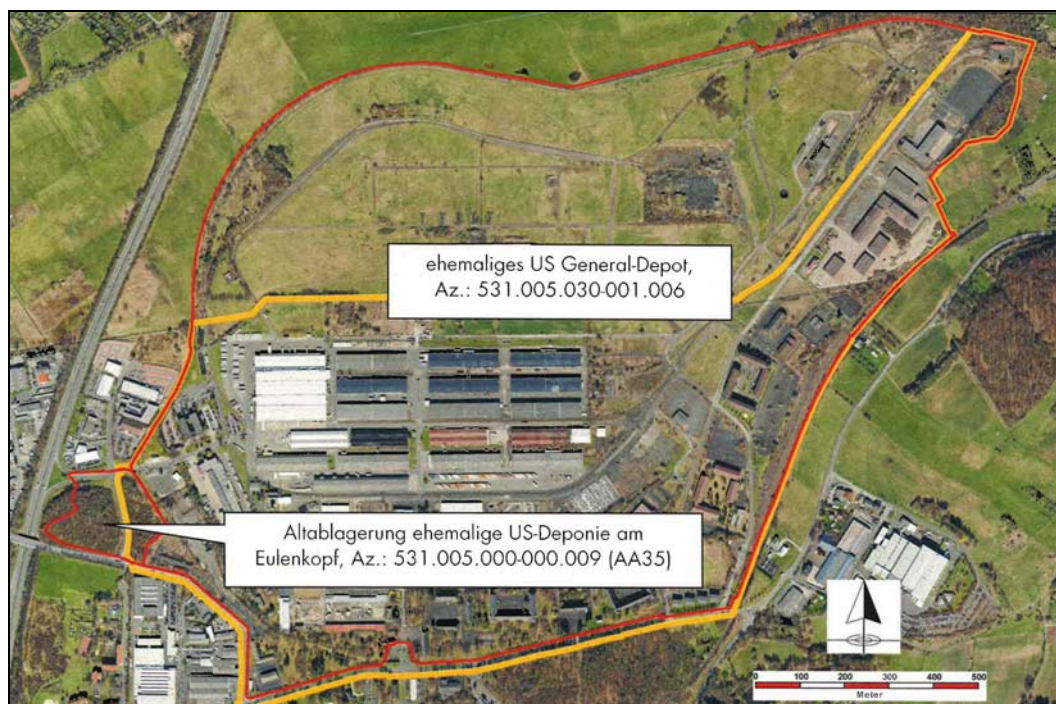 ehemaliges US General-Depot,
Az.: 531.005.030-001.006
Altablagerung ehemalige US-Deponie am
Eulenkopf, Az.: 531.005.000-000.009 (AA35)
0 100 200 300 400 500
Meter